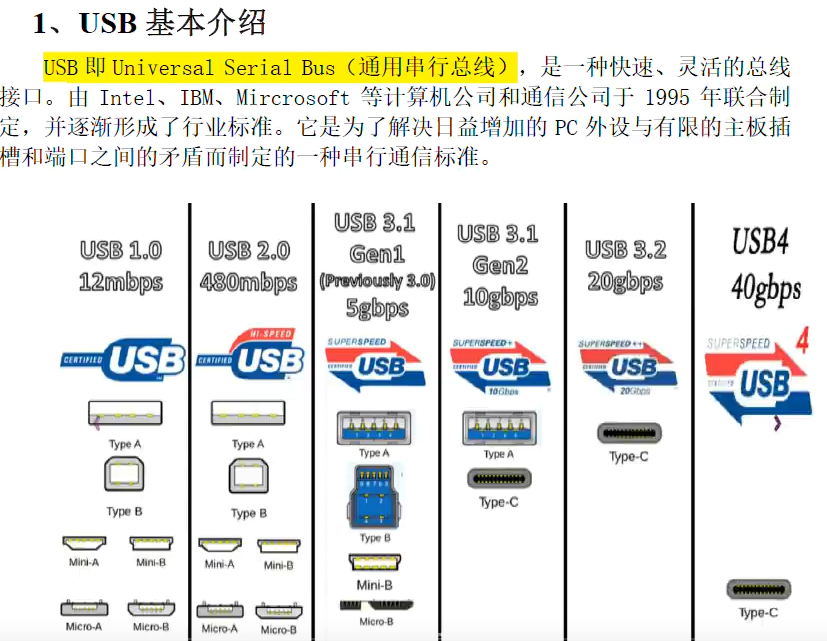 1、USB 基本介绍
USB 即 Universal Serial Bus（通用串行总线），是一种快速、灵活的总线
接口。由 Intel、IBM、Mircrosoft 等计算机公司和通信公司于 1995 年联合制
定，并逐渐形成了行业标准。它是为了解决日益增加的 PC 外设与有限的主板插
槽和端口之间的矛盾而制定的一种串行通信标准。
USB 1.0
12mbps
CERTIFIED USB
Type A
Type B
Mini-A Mini-B
Micro-A Micro-B
USB 2.0
480mbps
HI-SPEED
CERTIFIED USB
Type A
Type B
Mini-A Mini-B
Micro-A Micro-B
USB 3.1
Gen1
(Previously 3.0)
5gbps
SUPERSPEED
CERTIFIED USB
Type A
Type B
Mini-B
Micro-B
USB 3.1
Gen2
10gbps
SUPERSPEED+
CERTIFIED USB
10Gbps
Type A
Type-C
USB 3.2
20gbps
SUPERSPEED++
CERTIFIED USB
20Gbps
Type-C
USB4
40gbps
SUPERSPEED 4
USB
Type-C